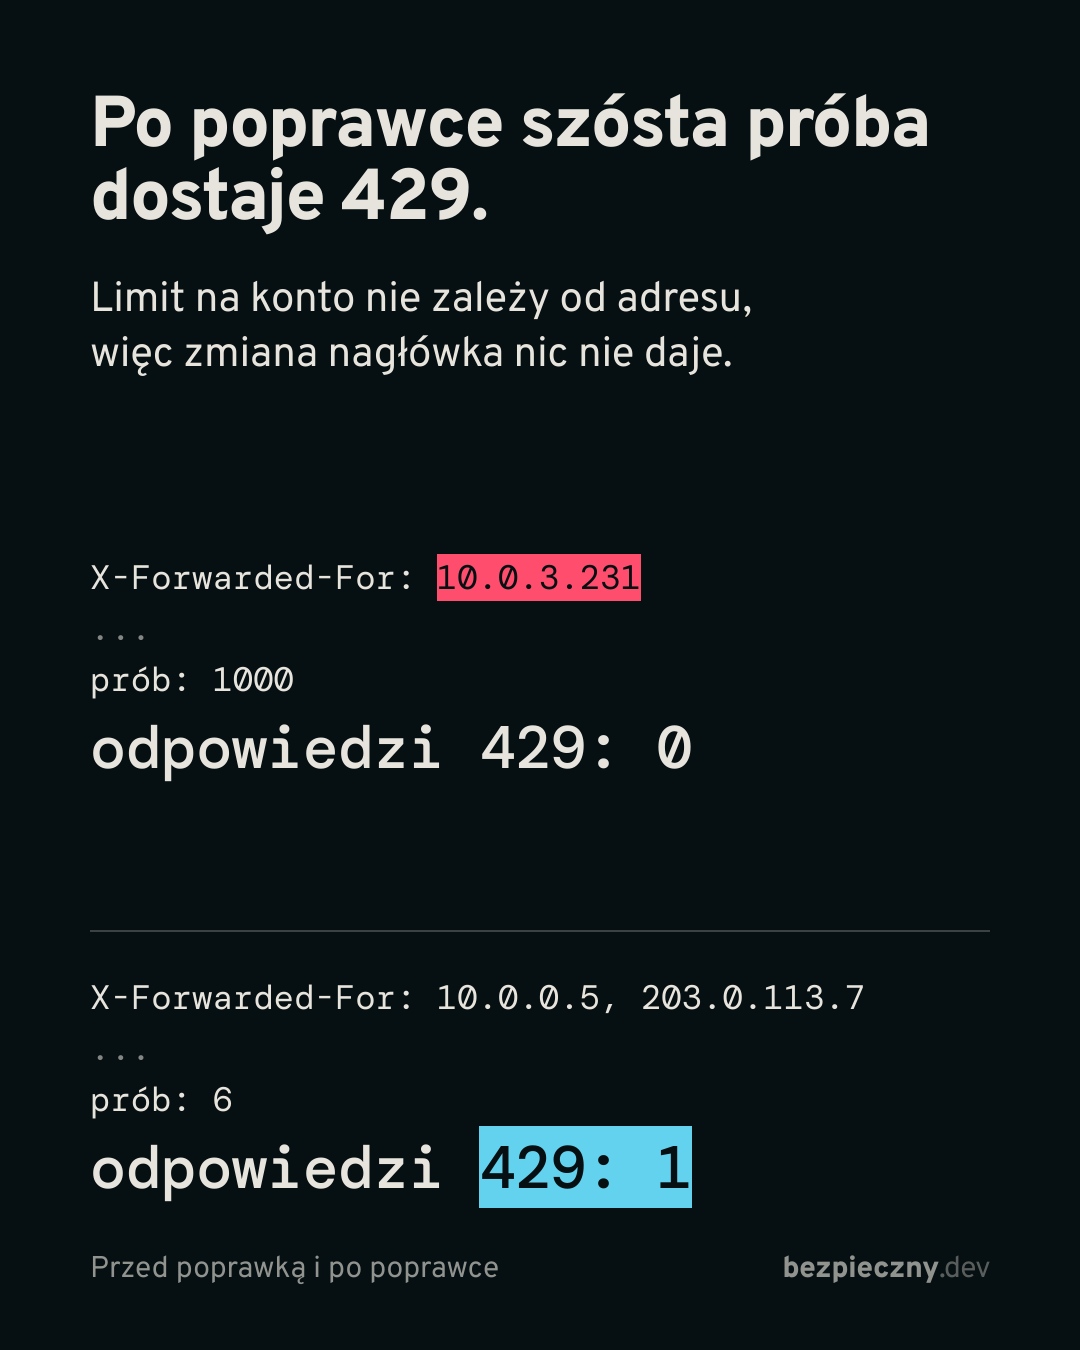 Po poprawce szósta próba
dostaje 429.
Limit na konto nie zależy od adresu,
więc zmiana nagłówka nic nie daje.
X-Forwarded-For: 10.0.3.231
...
prób: 1000
odpowiedzi 429: 0
X-Forwarded-For: 10.0.0.5, 203.0.113.7
...
prób: 6
odpowiedzi 429: 1
Przed poprawką i po poprawce
bezpieczny.dev